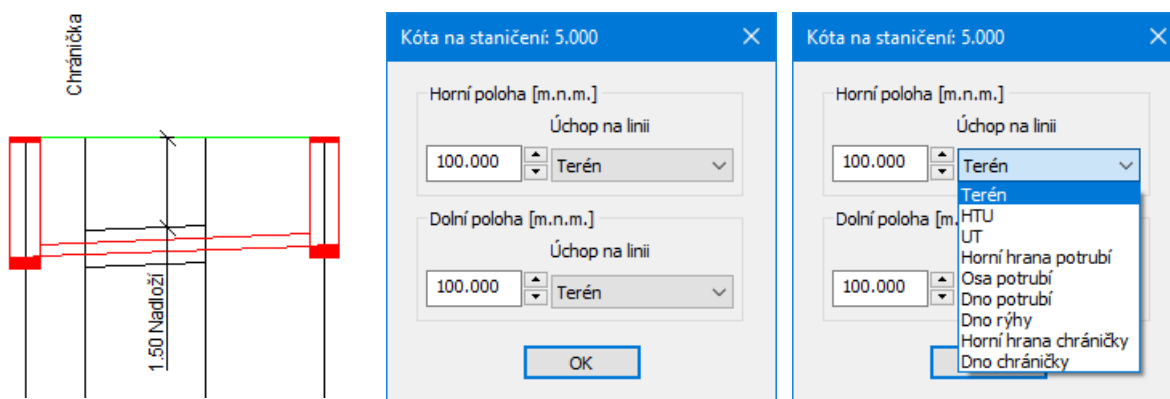 Chránička
1.50 Nadloží
Kóta na staničení: 5.000
Horní poloha [m.n.m.]
Úchop na linii
100.000
Terén
Dolní poloha [m.n.m.]
Úchop na linii
100.000
Terén
OK
Kóta na staničení: 5.000
Horní poloha [m.n.m.]
Úchop na linii
100.000
Terén
Terén
HTU
UT
Horní hrana potrubí
Osa potrubí
Dno potrubí
Dno rýhy
Horní hrana chráničky
Dno chráničky
Dolní poloha [m.
100.000